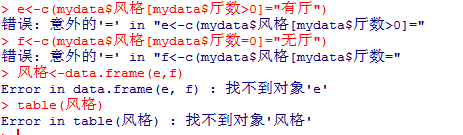 > e<-c(mydata$风格[mydata$厅数>0]="有厅")
错误: 意外的'=' in "e<-c(mydata$风格[mydata$厅数>0]="
> f<-c(mydata$风格[mydata$厅数=0]="无厅")
错误: 意外的'=' in "f<-c(mydata$风格[mydata$厅数="
> 风格<-data.frame(e,f)
Error in data.frame(e, f) : 找不到对象'e'
> table(风格)
Error in table(风格) : 找不到对象'风格'